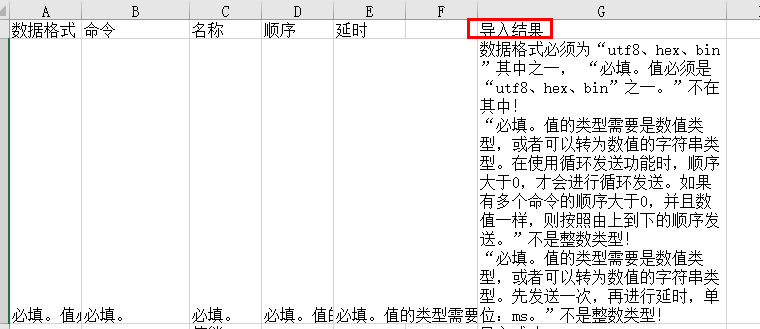 A B C D E F G
数据格式 命令 名称 顺序 延时 导入结果
数据格式必须为“utf8、hex、bin
”其中之一， “必填。值必须是
“utf8、hex、bin”之一。”不在
其中!
“必填。值的类型需要是数值类
型，或者可以转为数值的字符串类
型。在使用循环发送功能时，顺序
大于0，才会进行循环发送。如果
有多个命令的顺序大于0，并且数
值一样，则按照由上到下的顺序发
送。”不是整数类型!
“必填。值的类型需要是数值类
型，或者可以转为数值的字符串类
型。先发送一次，再进行延时，单
位：ms。”不是整数类型!
必填。值 必填。 必填。 必填。值的 必填。值的类型需要